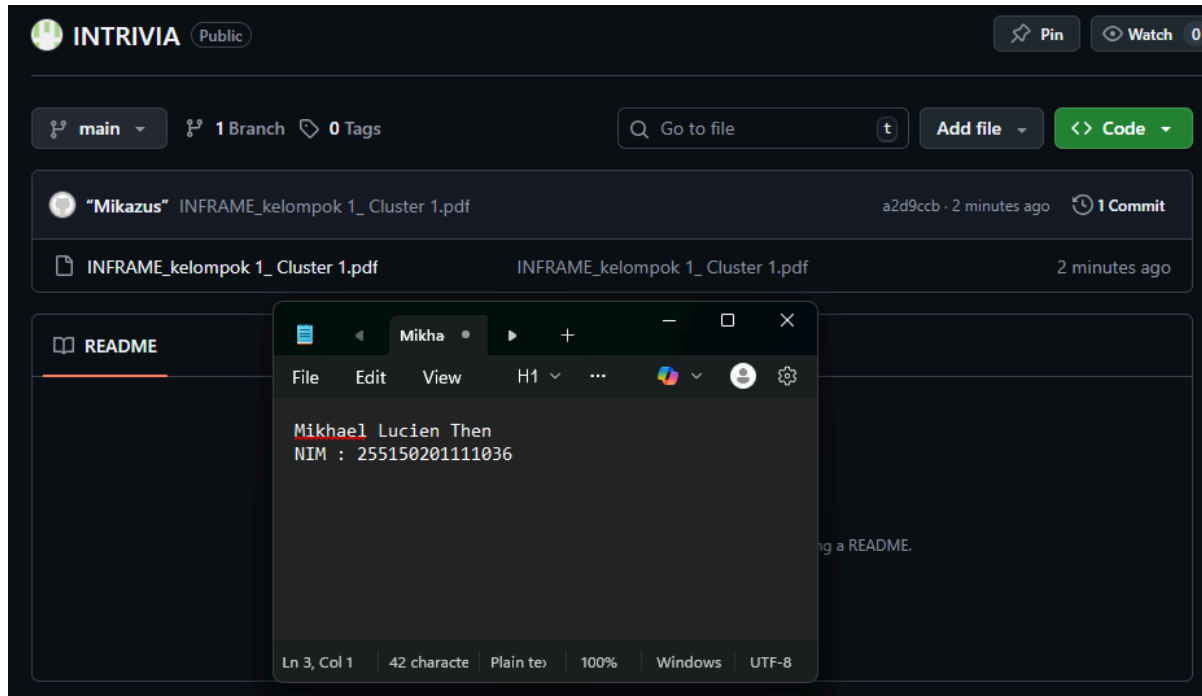 INTRIVIA Public
Pin
Watch 0
main
1 Branch
0 Tags
Go to file
t
Add file
Code
“Mikazus” INFRAME_kelompok 1_ Cluster 1.pdf
a2d9ccb · 2 minutes ago
1 Commit
INFRAME_kelompok 1_ Cluster 1.pdf
INFRAME_kelompok 1_ Cluster 1.pdf
2 minutes ago
README
Mikha
File Edit View H1 ...
Mikhael Lucien Then
NIM : 255150201111036
ng a README.
Ln 3, Col 1
42 characte
Plain tex
100%
Windows
UTF-8